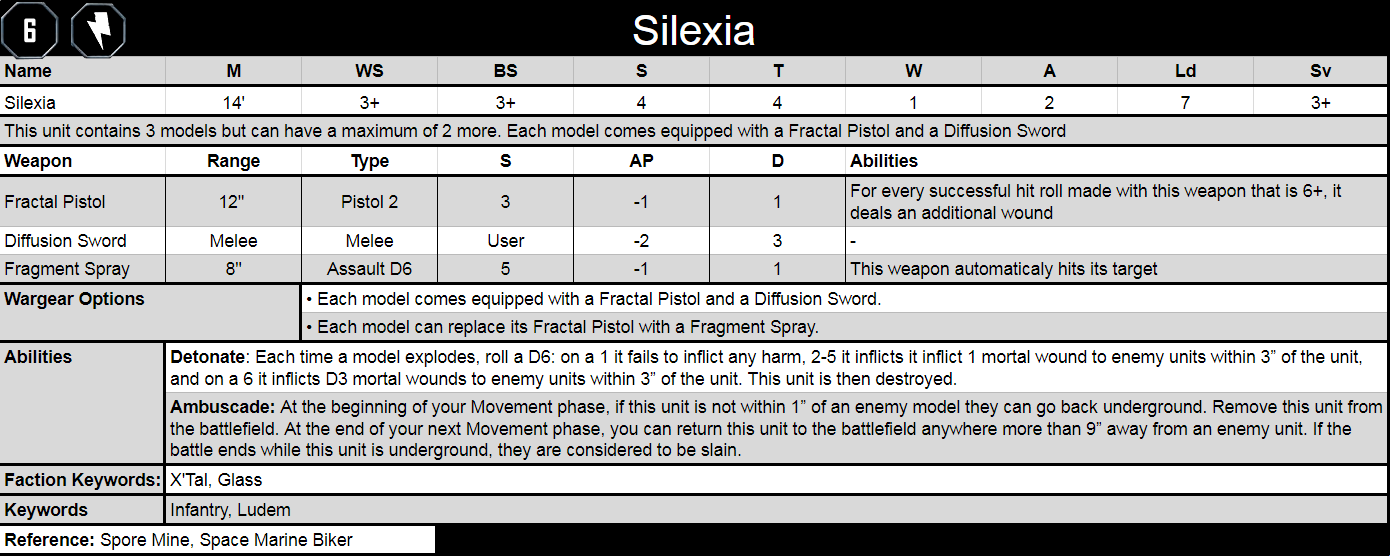 6
Silexia
Name M WS BS S T W A Ld Sv
Silexia 14' 3+ 3+ 4 4 1 2 7 3+
This unit contains 3 models but can have a maximum of 2 more. Each model comes equipped with a Fractal Pistol and a Diffusion Sword
Weapon Range Type S AP D Abilities
Fractal Pistol 12" Pistol 2 3 -1 1 For every successful hit roll made with this weapon that is 6+, it
deals an additional wound
Diffusion Sword Melee Melee User -2 3 -
Fragment Spray 8" Assault D6 5 -1 1 This weapon automaticaly hits its target
Wargear Options • Each model comes equipped with a Fractal Pistol and a Diffusion Sword.
• Each model can replace its Fractal Pistol with a Fragment Spray.
Abilities Detonate: Each time a model explodes, roll a D6: on a 1 it fails to inflict any harm, 2-5 it inflicts it inflict 1 mortal wound to enemy units within 3” of the unit,
and on a 6 it inflicts D3 mortal wounds to enemy units within 3” of the unit. This unit is then destroyed.
Ambuscade: At the beginning of your Movement phase, if this unit is not within 1” of an enemy model they can go back underground. Remove this unit from
the battlefield. At the end of your next Movement phase, you can return this unit to the battlefield anywhere more than 9” away from an enemy unit. If the
battle ends while this unit is underground, they are considered to be slain.
Faction Keywords: X'Tal, Glass
Keywords Infantry, Ludem
Reference: Spore Mine, Space Marine Biker